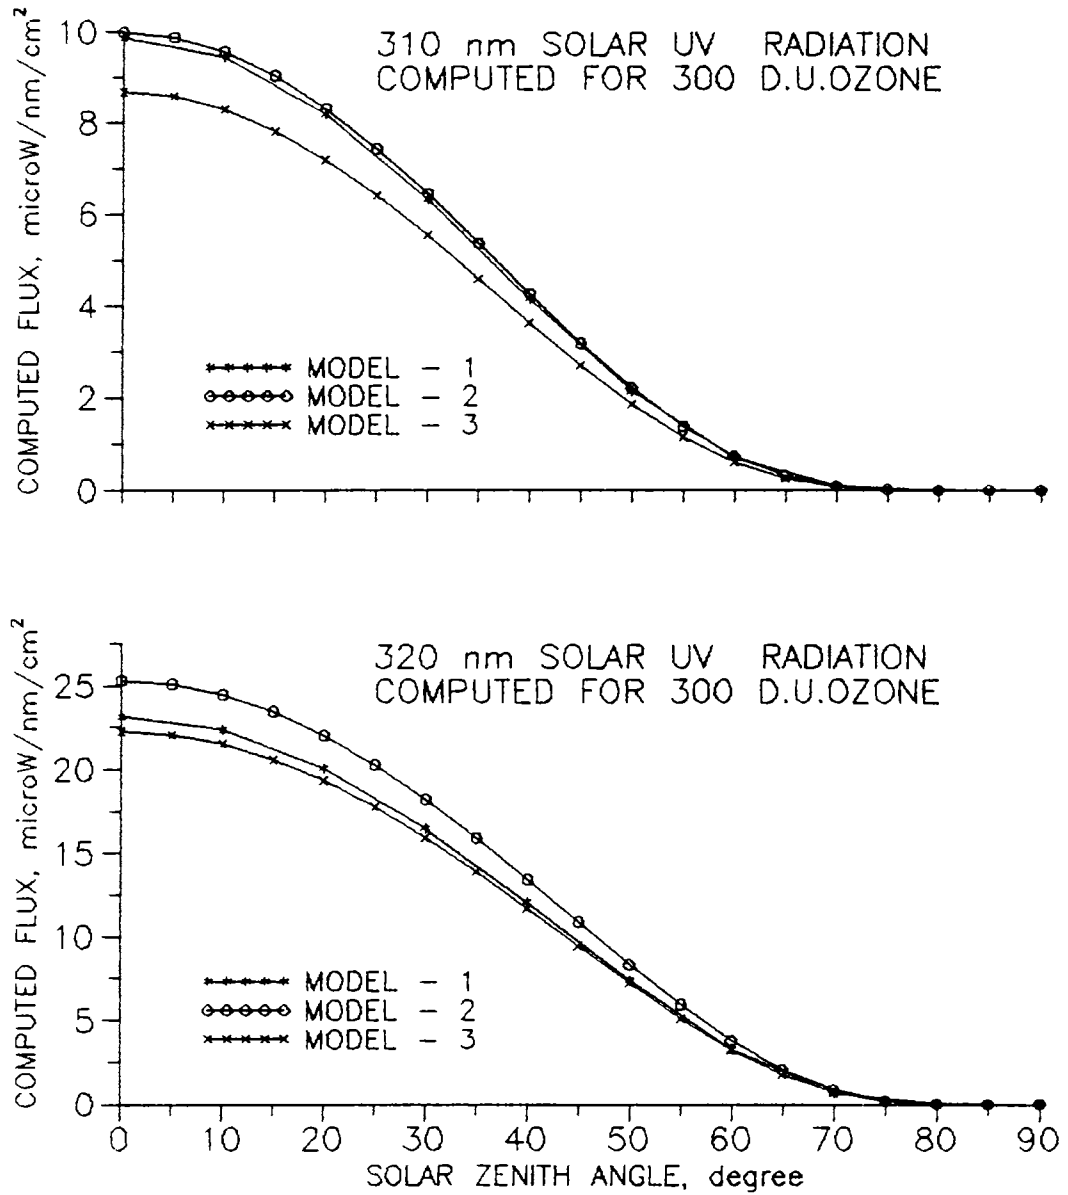 310 nm SOLAR UV RADIATION
COMPUTED FOR 300 D.U.OZONE
COMPUTED FLUX, microW/nm/cm²
10
8
6
4
2
0
MODEL - 1
MODEL - 2
MODEL - 3
320 nm SOLAR UV RADIATION
COMPUTED FOR 300 D.U.OZONE
COMPUTED FLUX, microW/nm/cm²
25
20
15
10
5
0
MODEL - 1
MODEL - 2
MODEL - 3
0 10 20 30 40 50 60 70 80 90
SOLAR ZENITH ANGLE, degree